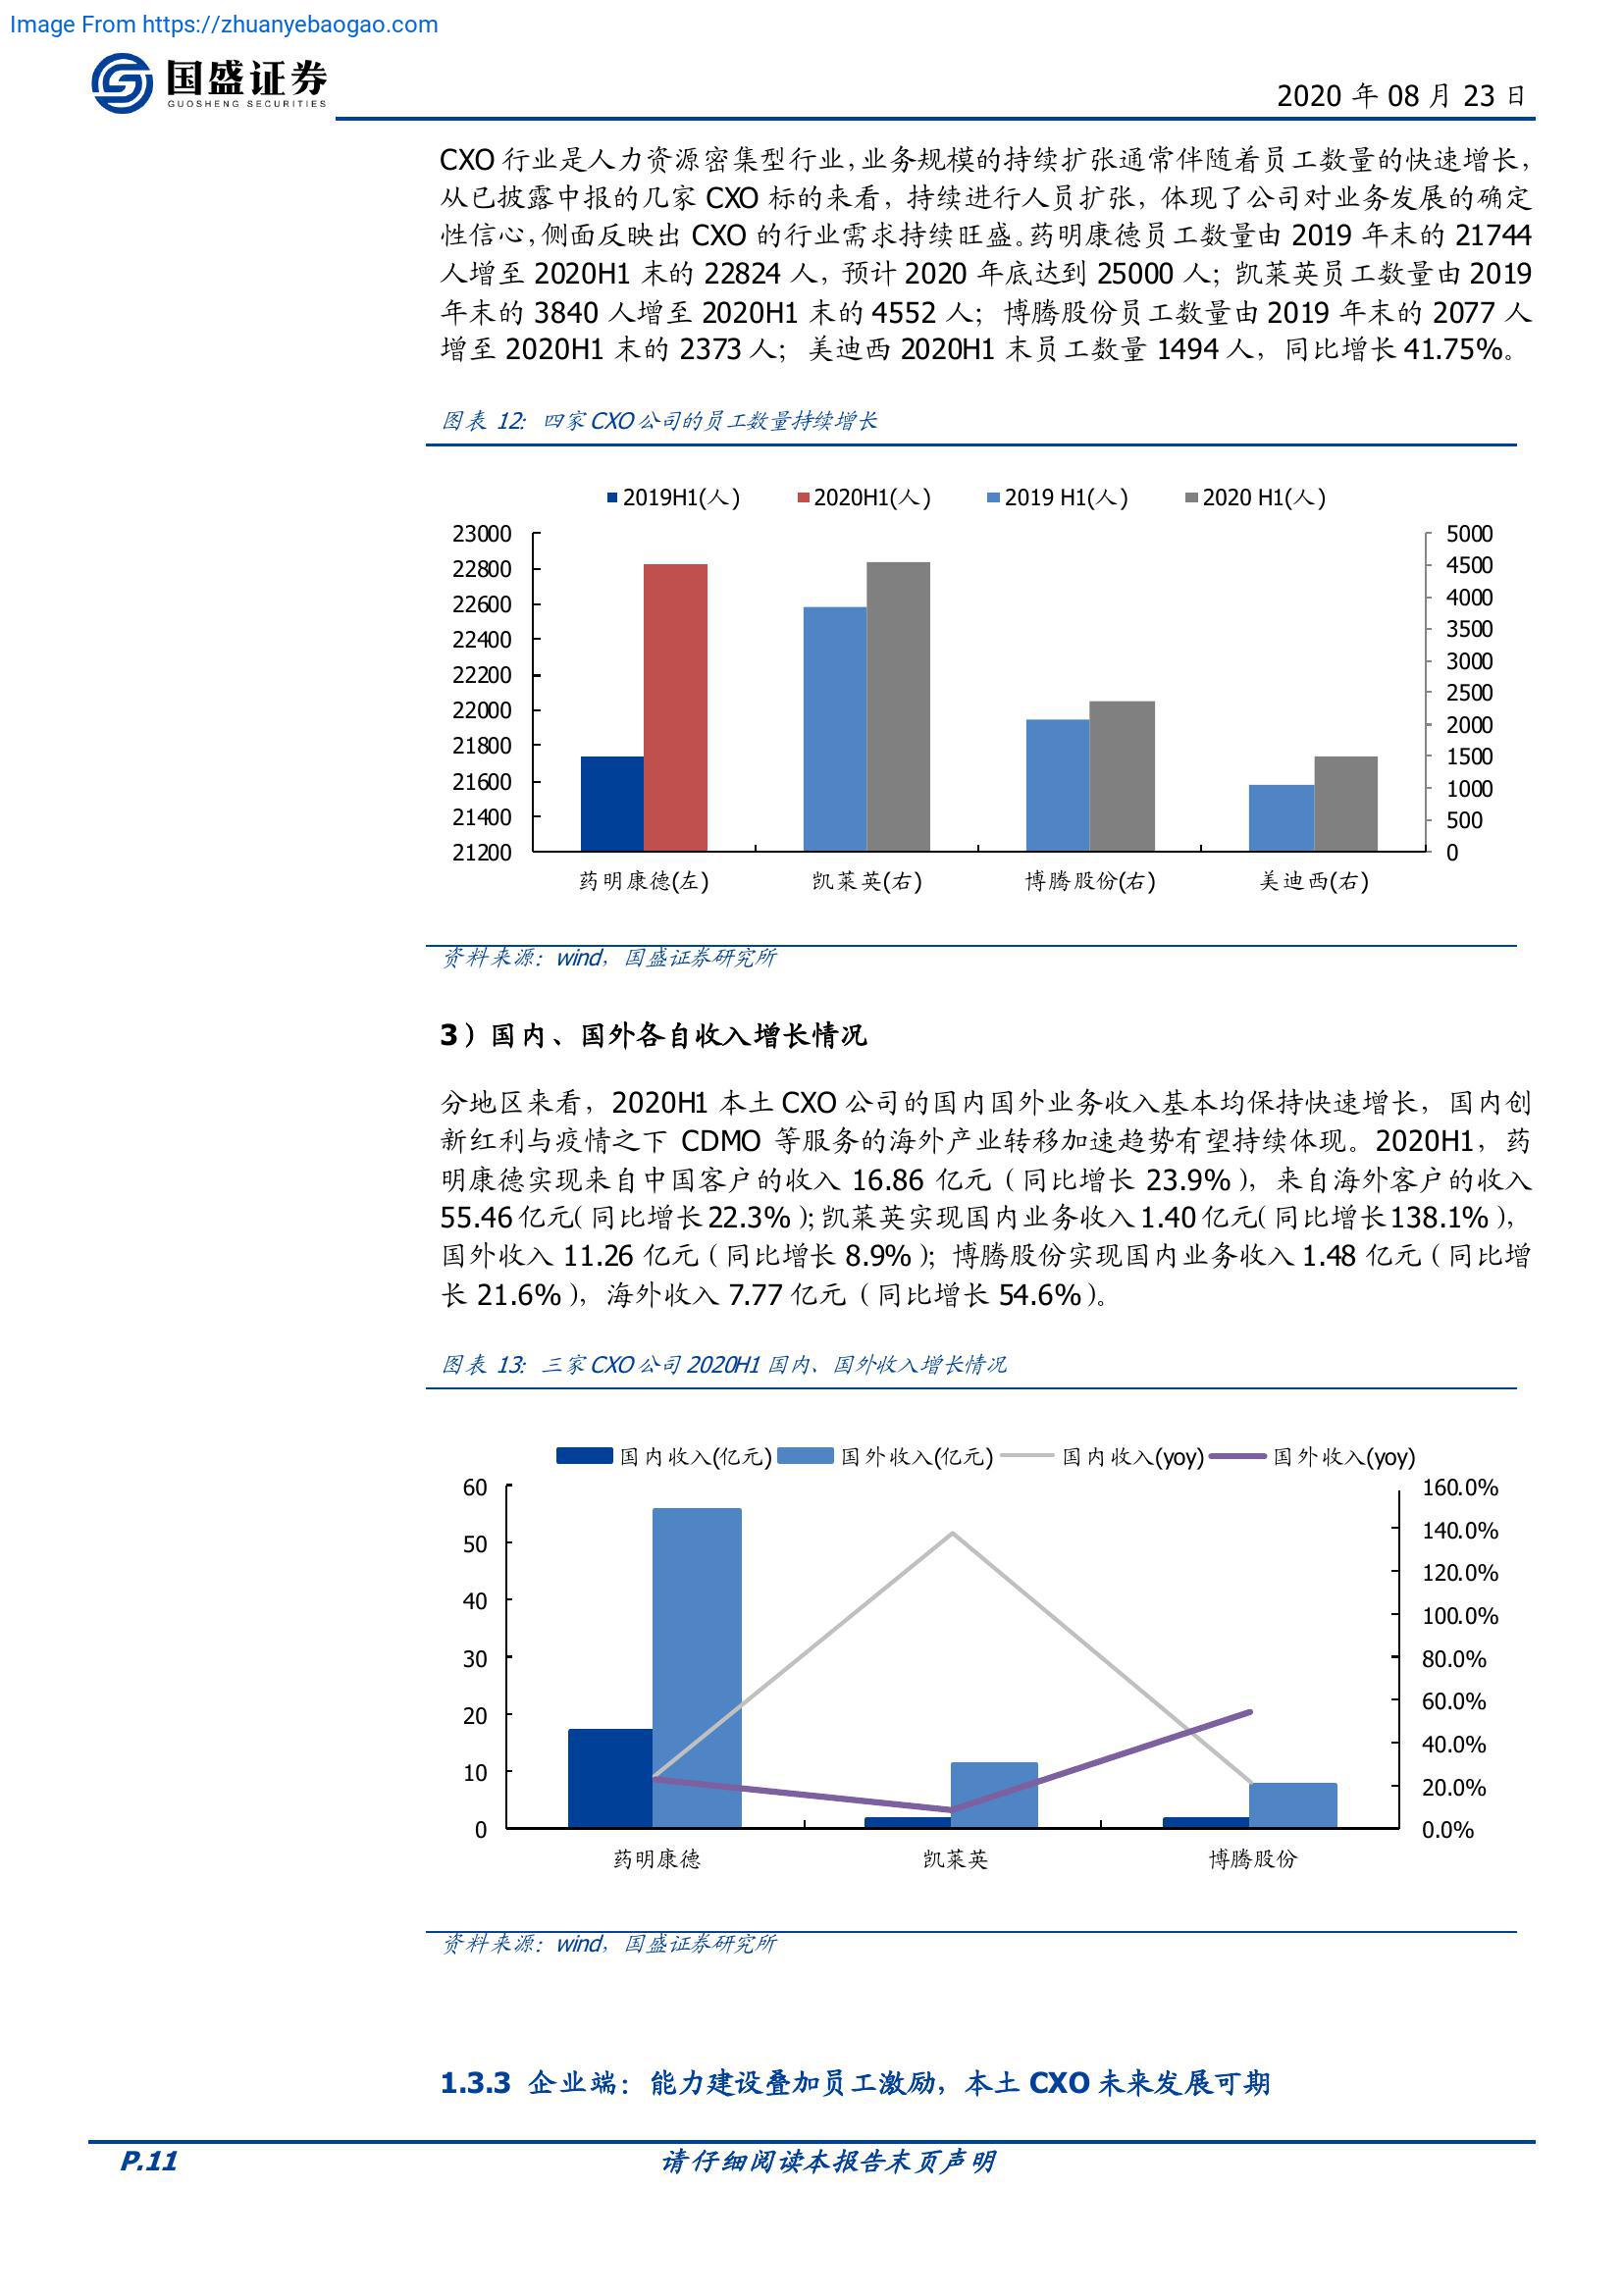 Image From https://zhuanyebaogao.com
国盛证券
GUOSHENG SECURITIES
2020 年 08 月 23 日
CXO 行业是人力资源密集型行业，业务规模的持续扩张通常伴随着员工数量的快速增长，
从已披露中报的几家 CXO 标的来看，持续进行人员扩张，体现了公司对业务发展的确定
性信心，侧面反映出 CXO 的行业需求持续旺盛。药明康德员工数量由 2019 年末的 21744
人增至 2020H1 末的 22824 人，预计 2020 年底达到 25000 人；凯莱英员工数量由 2019
年末的 3840 人增至 2020H1 末的 4552 人；博腾股份员工数量由 2019 年末的 2077 人
增至 2020H1 末的 2373 人；美迪西 2020H1 末员工数量 1494 人，同比增长 41.75%。
图表 12：四家 CXO 公司的员工数量持续增长
2019H1(人) 2020H1(人) 2019 H1(人) 2020 H1(人)
23000 5000
22800 4500
22600 4000
22400 3500
22200 3000
22000 2500
21800 2000
21600 1500
21400 1000
21200 500
0
药明康德(左) 凯莱英(右) 博腾股份(右) 美迪西(右)
资料来源：wind，国盛证券研究所
3）国内、国外各自收入增长情况
分地区来看，2020H1 本土 CXO 公司的国内国外业务收入基本均保持快速增长，国内创
新红利与疫情之下 CDMO 等服务的海外产业转移加速趋势有望持续体现。2020H1，药
明康德实现来自中国客户的收入 16.86 亿元（同比增长 23.9%），来自海外客户的收入
55.46 亿元（同比增长 22.3%）；凯莱英实现国内业务收入 1.40 亿元（同比增长 138.1%），
国外收入 11.26 亿元（同比增长 8.9%）；博腾股份实现国内业务收入 1.48 亿元（同比增
长 21.6%），海外收入 7.77 亿元（同比增长 54.6%）。
图表 13：三家 CXO 公司 2020H1 国内、国外收入增长情况
国内收入(亿元) 国外收入(亿元) 国内收入(yoy) 国外收入(yoy)
60 160.0%
50 140.0%
40 120.0%
30 100.0%
20 80.0%
10 60.0%
0 40.0%
20.0%
0.0%
药明康德 凯莱英 博腾股份
资料来源：wind，国盛证券研究所
1.3.3 企业端：能力建设叠加员工激励，本土 CXO 未来发展可期
P.11 请仔细阅读本报告末页声明